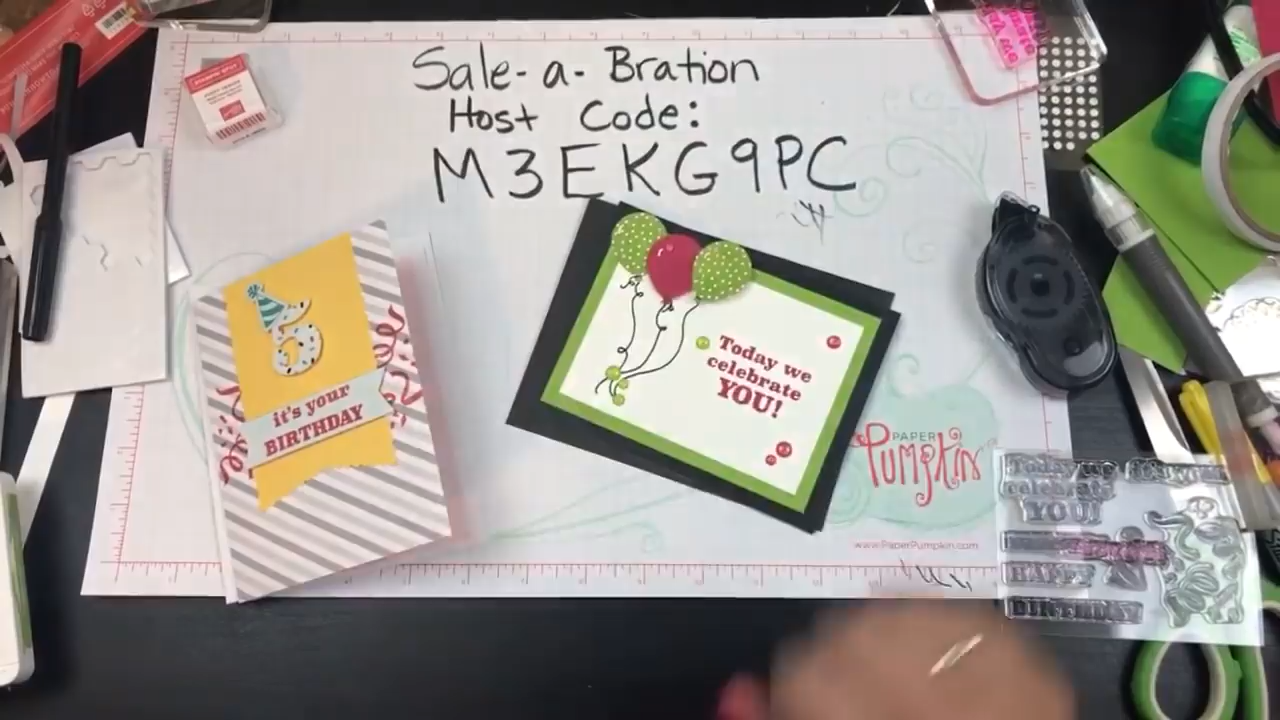 Sale-a-Bration
Host Code:
M3EKG9PC
it's your
BIRTHDAY
Today we
celebrate
YOU!
PAPER
PUMPKIN
www.PaperPumpkin.com
Today we
celebrate
YOU!
HAPPY
BIRTHDAY